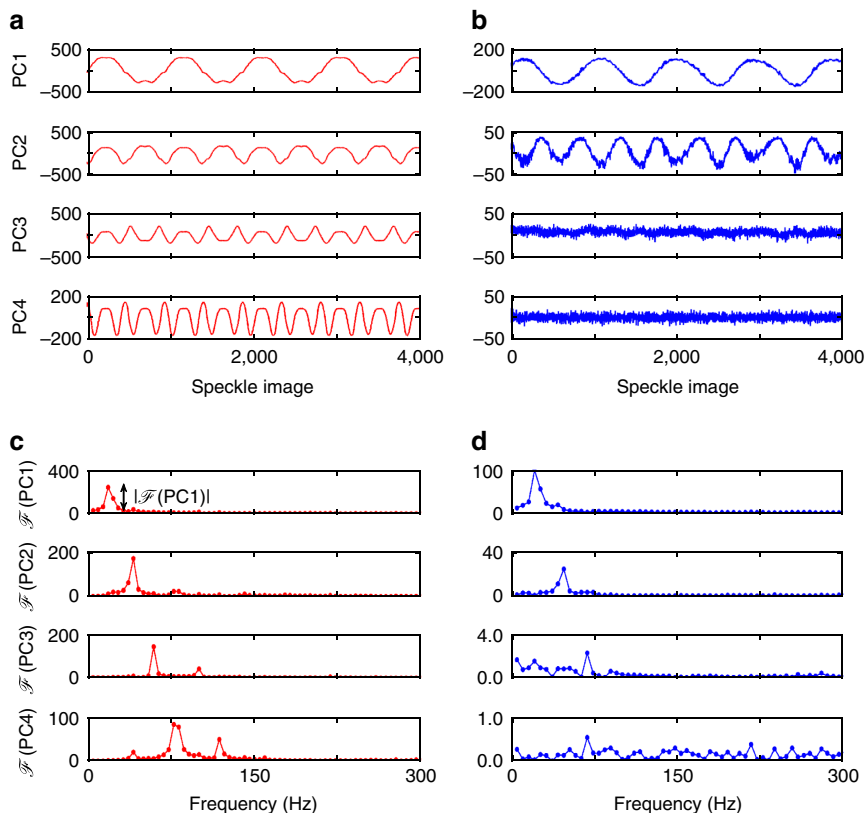 a
b
PC1
500
−500
200
−200
PC2
500
−500
50
−50
PC3
500
−500
50
−50
PC4
200
−200
50
−50
0
2,000
4,000
0
2,000
4,000
Speckle image
Speckle image
c
d
ℱ(PC1)
400
0
|ℱ(PC1)|
100
0
ℱ(PC2)
200
0
40
0
ℱ(PC3)
200
0
4.0
0.0
ℱ(PC4)
100
0
1.0
0.0
0
150
300
0
150
300
Frequency (Hz)
Frequency (Hz)